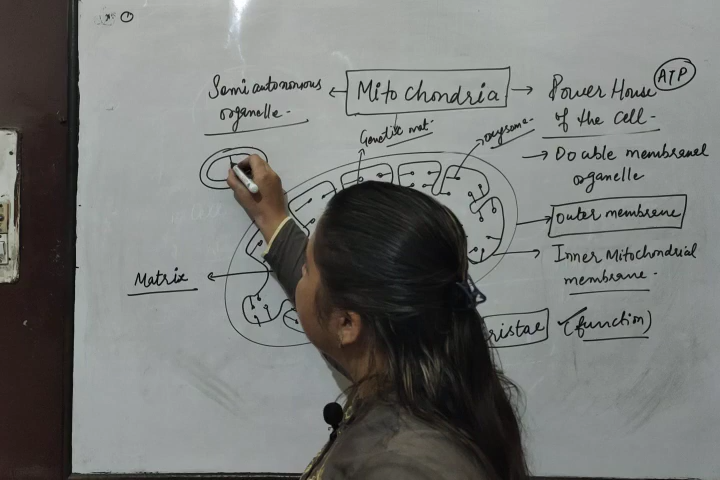 Semi autonomous
organelle-
Mitochondria
Power House
of the cell-
ATP
Genetic mat-
oxysome-
Double membranel
organelle
outer membrane
Inner Mitochondrial
membrane-
Matrix
ristae
(function)